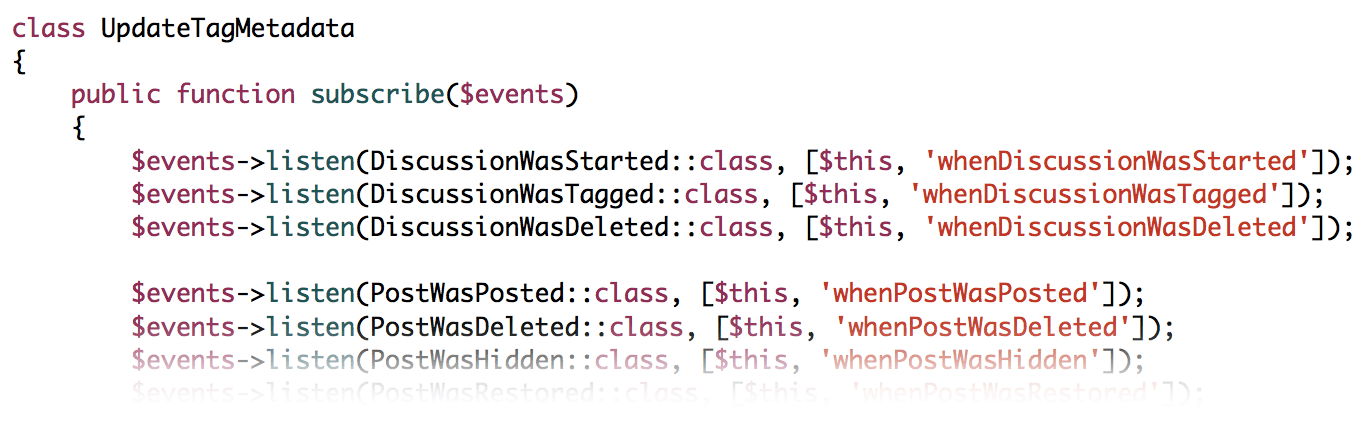 class UpdateTagMetadata
{
    public function subscribe($events)
    {
        $events->listen(DiscussionWasStarted::class, [$this, 'whenDiscussionWasStarted']);
        $events->listen(DiscussionWasTagged::class, [$this, 'whenDiscussionWasTagged']);
        $events->listen(DiscussionWasDeleted::class, [$this, 'whenDiscussionWasDeleted']);

        $events->listen(PostWasPosted::class, [$this, 'whenPostWasPosted']);
        $events->listen(PostWasDeleted::class, [$this, 'whenPostWasDeleted']);
        $events->listen(PostWasHidden::class, [$this, 'whenPostWasHidden']);
        $events->listen(PostWasRestored::class, [$this, 'whenPostWasRestored']);